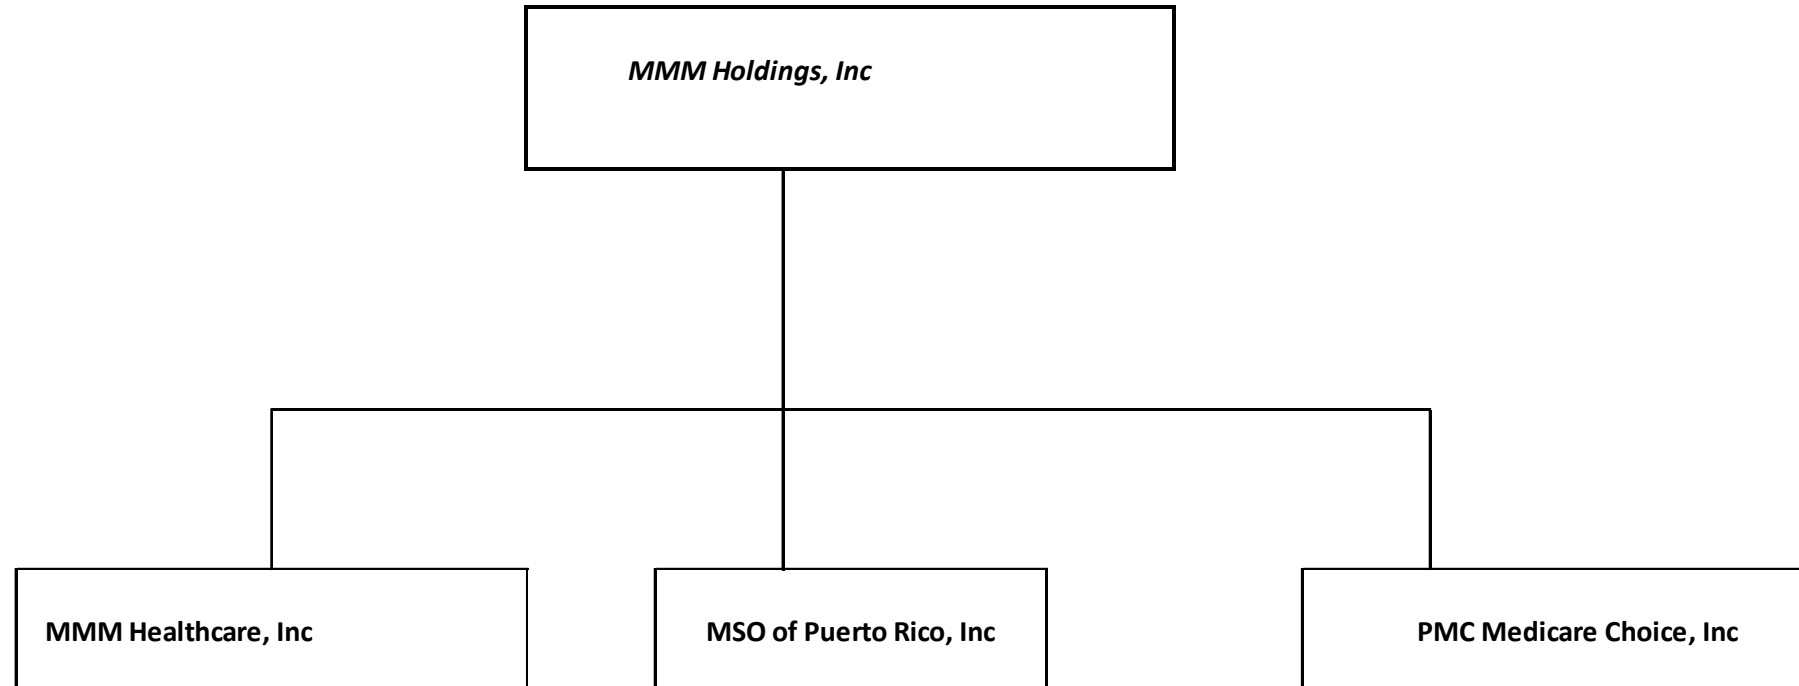 MMM Holdings, Inc
MMM Healthcare, Inc
MSO of Puerto Rico, Inc
PMC Medicare Choice, Inc